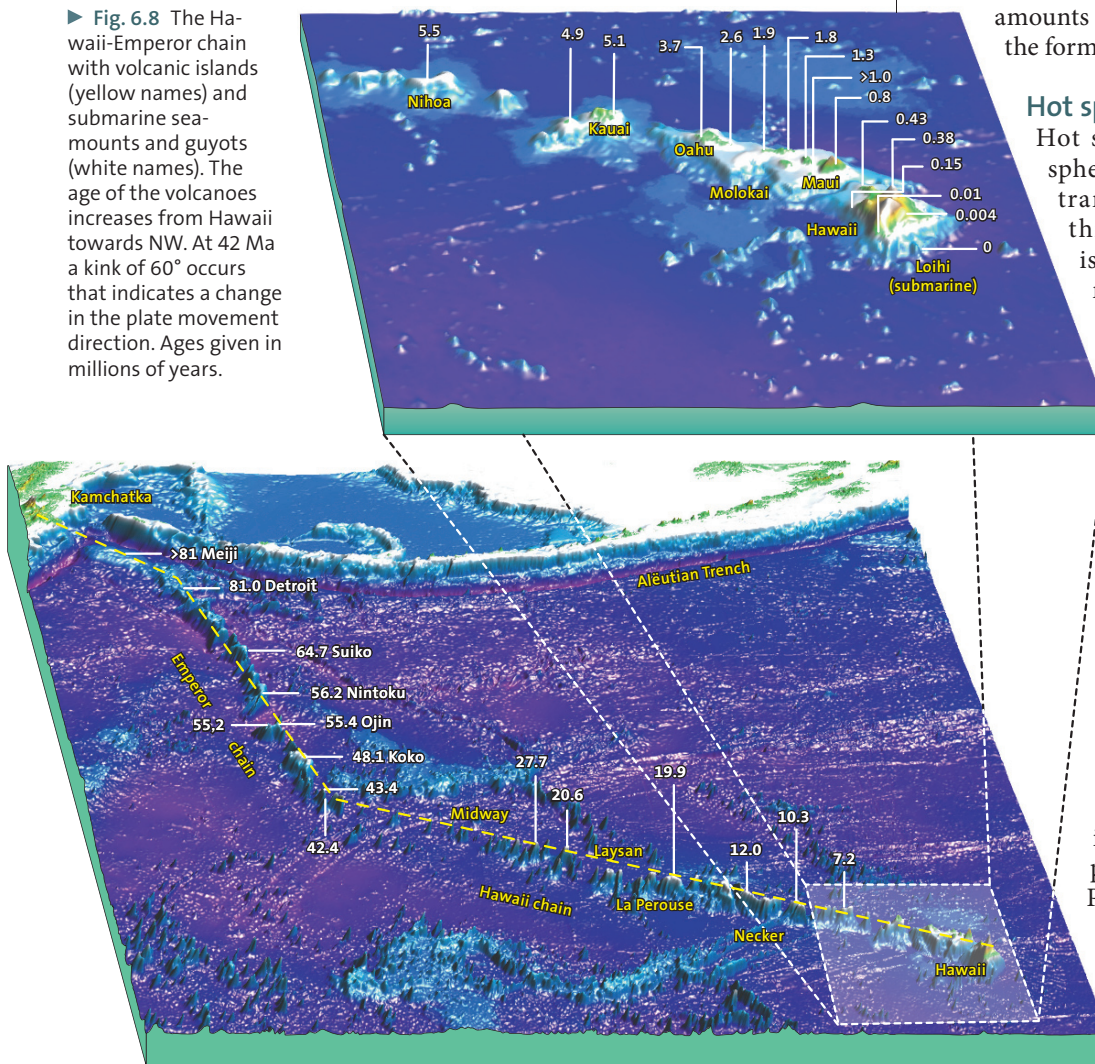 ► Fig. 6.8 The Ha-
waii-Emperor chain
with volcanic islands
(yellow names) and
submarine sea-
mounts and guyots
(white names). The
age of the volcanoes
increases from Hawaii
towards NW. At 42 Ma
a kink of 60° occurs
that indicates a change
in the plate movement
direction. Ages given in
millions of years.
5.5
4.9
5.1
3.7
2.6
1.9
1.8
1.3
>1.0
0.8
0.43
0.38
0.15
0.01
0.004
0
Nihoa
Kauai
Oahu
Molokai
Maui
Hawaii
Loihi
(submarine)
amounts
the form
Hot sp
Hot s
sphe
tran
th
is
Kamchatka
>81 Meiji
81.0 Detroit
Alëutian Trench
64.7 Suiko
Emperor
chain
56.2 Nintoku
55,2
55.4 Ojin
48.1 Koko
43.4
42.4
27.7
20.6
19.9
12.0
10.3
7.2
Midway
Laysan
Hawaii chain
La Perouse
Necker
Hawaii